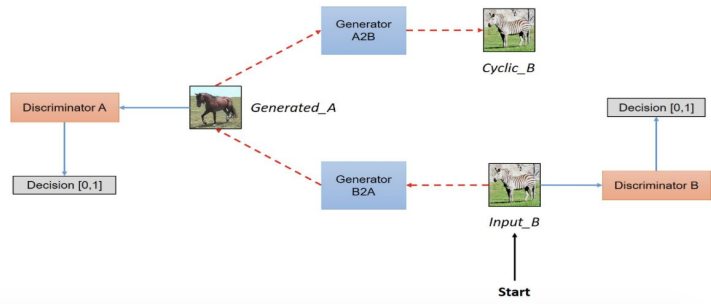 Generator
A2B
Cyclic_B
Discriminator A
Generated_A
Decision [0,1]
Decision [0,1]
Generator
B2A
Discriminator B
Input_B
Start